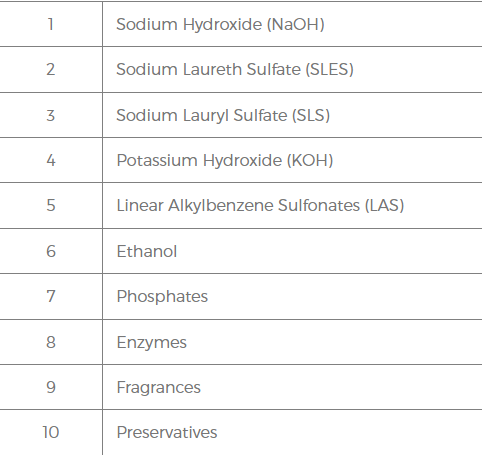 1 Sodium Hydroxide (NaOH)
2 Sodium Laureth Sulfate (SLES)
3 Sodium Lauryl Sulfate (SLS)
4 Potassium Hydroxide (KOH)
5 Linear Alkylbenzene Sulfonates (LAS)
6 Ethanol
7 Phosphates
8 Enzymes
9 Fragrances
10 Preservatives